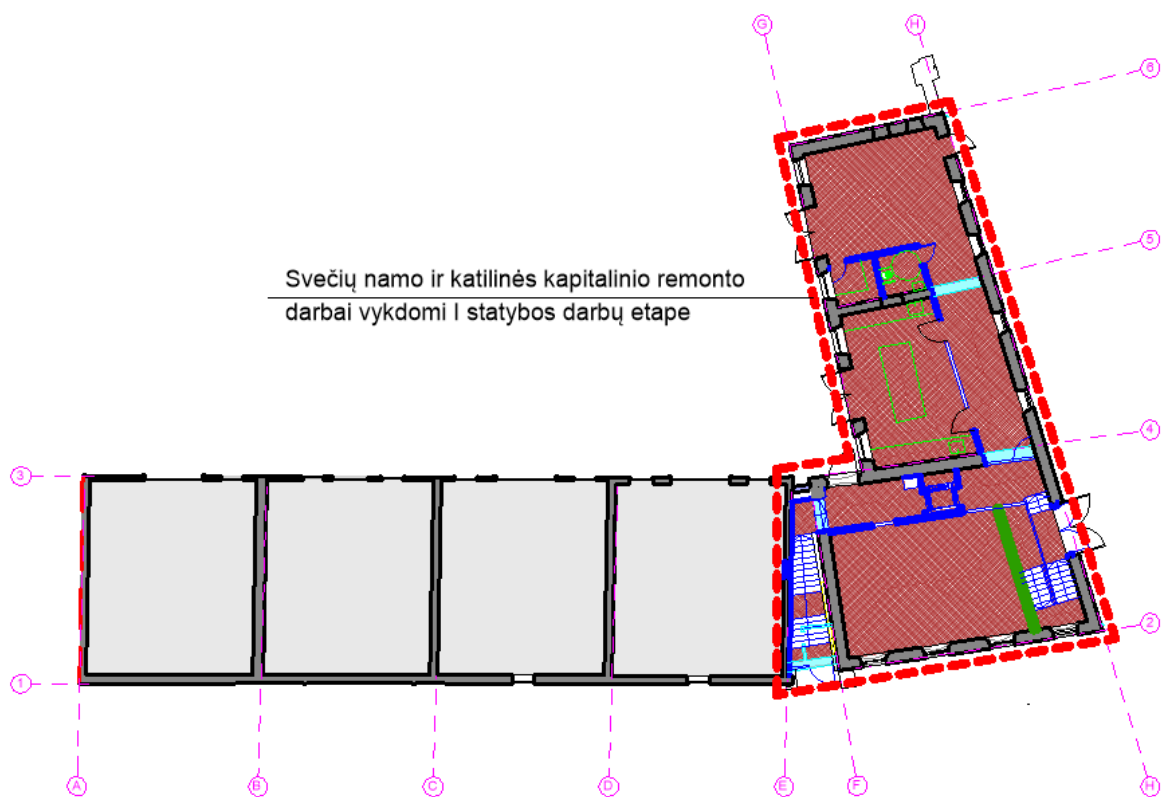 G
H
6
5
Svečių namo ir katilinės kapitalinio remonto
darbai vykdomi I statybos darbų etape
4
3
2
1
A
B
C
D
E
F
H